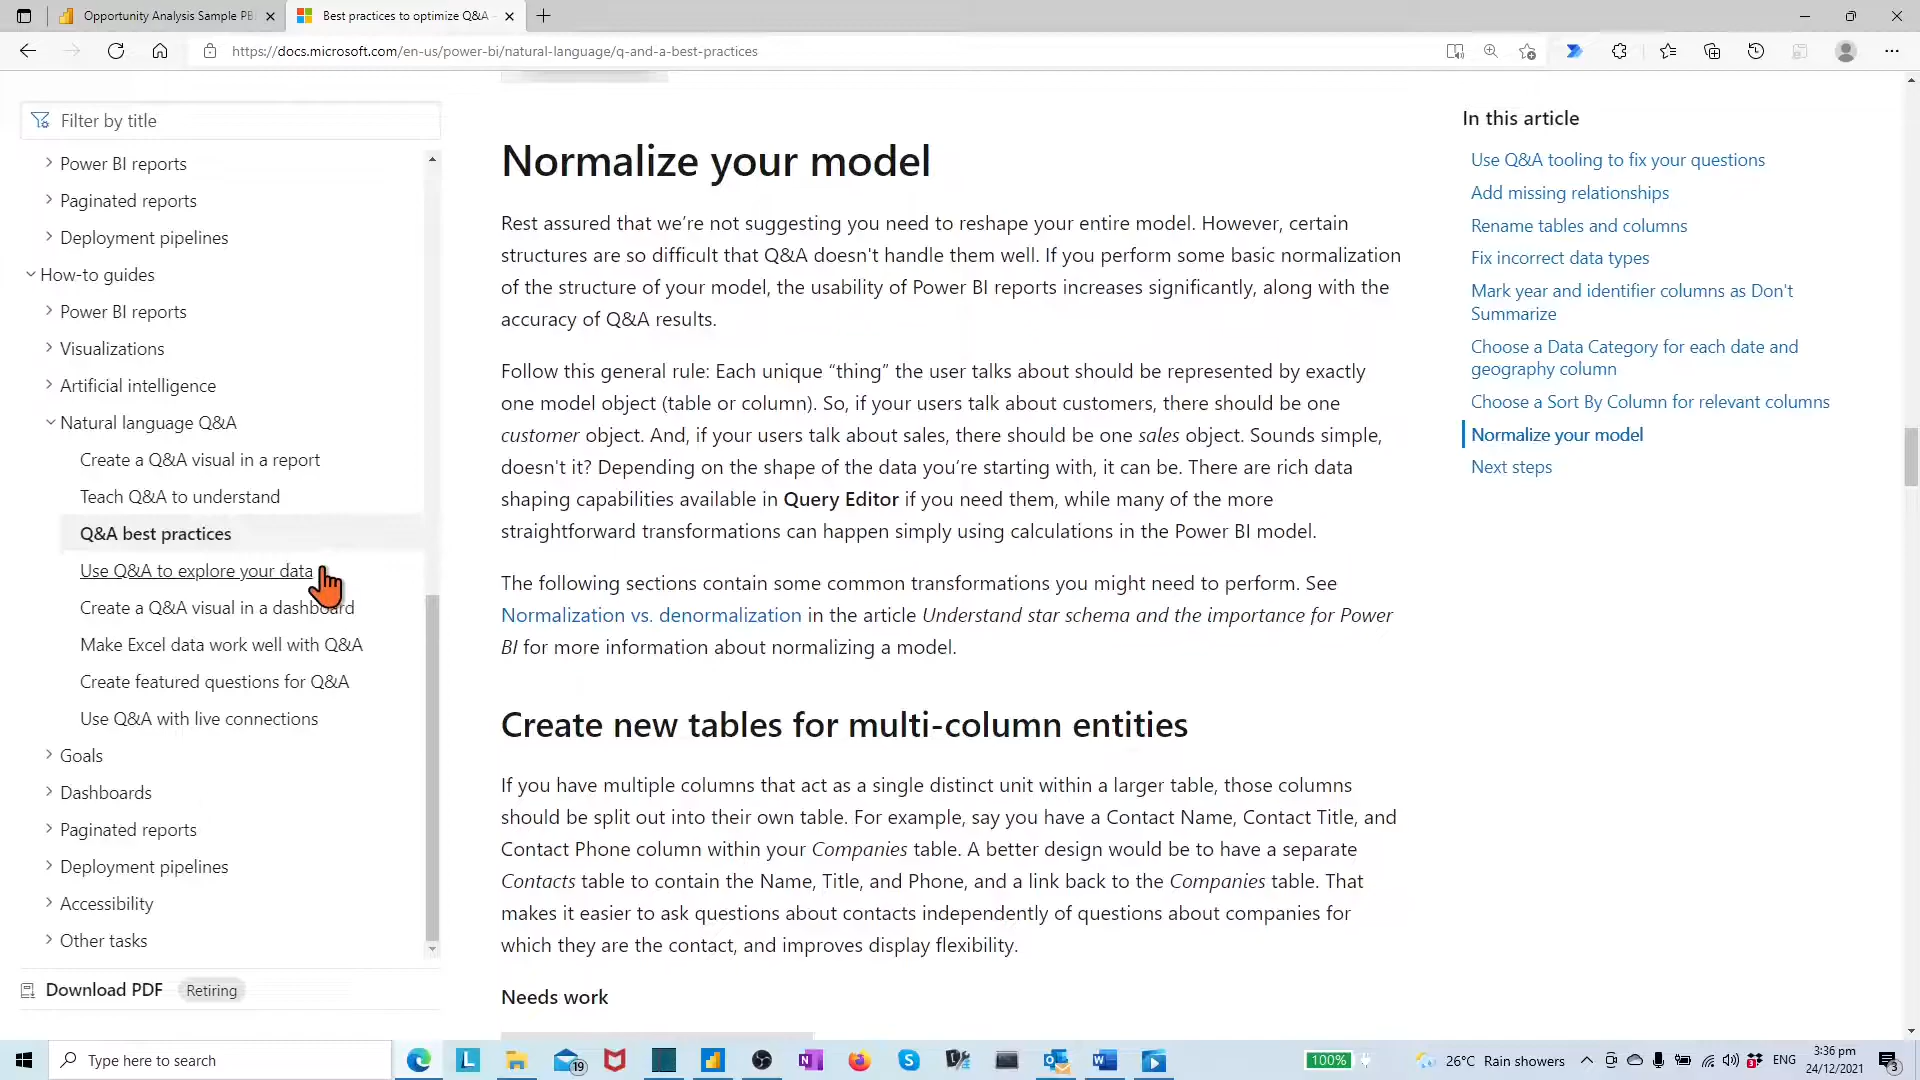 Opportunity Analysis Sample PB
Best practices to optimize Q&A -
https://docs.microsoft.com/en-us/power-bi/natural-language/q-and-a-best-practices
Filter by title
Power BI reports
Paginated reports
Deployment pipelines
How-to guides
Power BI reports
Visualizations
Artificial intelligence
Natural language Q&A
Create a Q&A visual in a report
Teach Q&A to understand
Q&A best practices
Use Q&A to explore your data
Create a Q&A visual in a dashboard
Make Excel data work well with Q&A
Create featured questions for Q&A
Use Q&A with live connections
Goals
Dashboards
Paginated reports
Deployment pipelines
Accessibility
Other tasks
Download PDF Retiring
Normalize your model
Rest assured that we’re not suggesting you need to reshape your entire model. However, certain
structures are so difficult that Q&A doesn't handle them well. If you perform some basic normalization
of the structure of your model, the usability of Power BI reports increases significantly, along with the
accuracy of Q&A results.
Follow this general rule: Each unique “thing” the user talks about should be represented by exactly
one model object (table or column). So, if your users talk about customers, there should be one
customer object. And, if your users talk about sales, there should be one sales object. Sounds simple,
doesn't it? Depending on the shape of the data you’re starting with, it can be. There are rich data
shaping capabilities available in Query Editor if you need them, while many of the more
straightforward transformations can happen simply using calculations in the Power BI model.
The following sections contain some common transformations you might need to perform. See
Normalization vs. denormalization in the article Understand star schema and the importance for Power
BI for more information about normalizing a model.
Create new tables for multi-column entities
If you have multiple columns that act as a single distinct unit within a larger table, those columns
should be split out into their own table. For example, say you have a Contact Name, Contact Title, and
Contact Phone column within your Companies table. A better design would be to have a separate
Contacts table to contain the Name, Title, and Phone, and a link back to the Companies table. That
makes it easier to ask questions about contacts independently of questions about companies for
which they are the contact, and improves display flexibility.
Needs work
In this article
Use Q&A tooling to fix your questions
Add missing relationships
Rename tables and columns
Fix incorrect data types
Mark year and identifier columns as Don't
Summarize
Choose a Data Category for each date and
geography column
Choose a Sort By Column for relevant columns
Normalize your model
Next steps
Type here to search
19
100%
26°C Rain showers
ENG
3:36 pm
24/12/2021
3